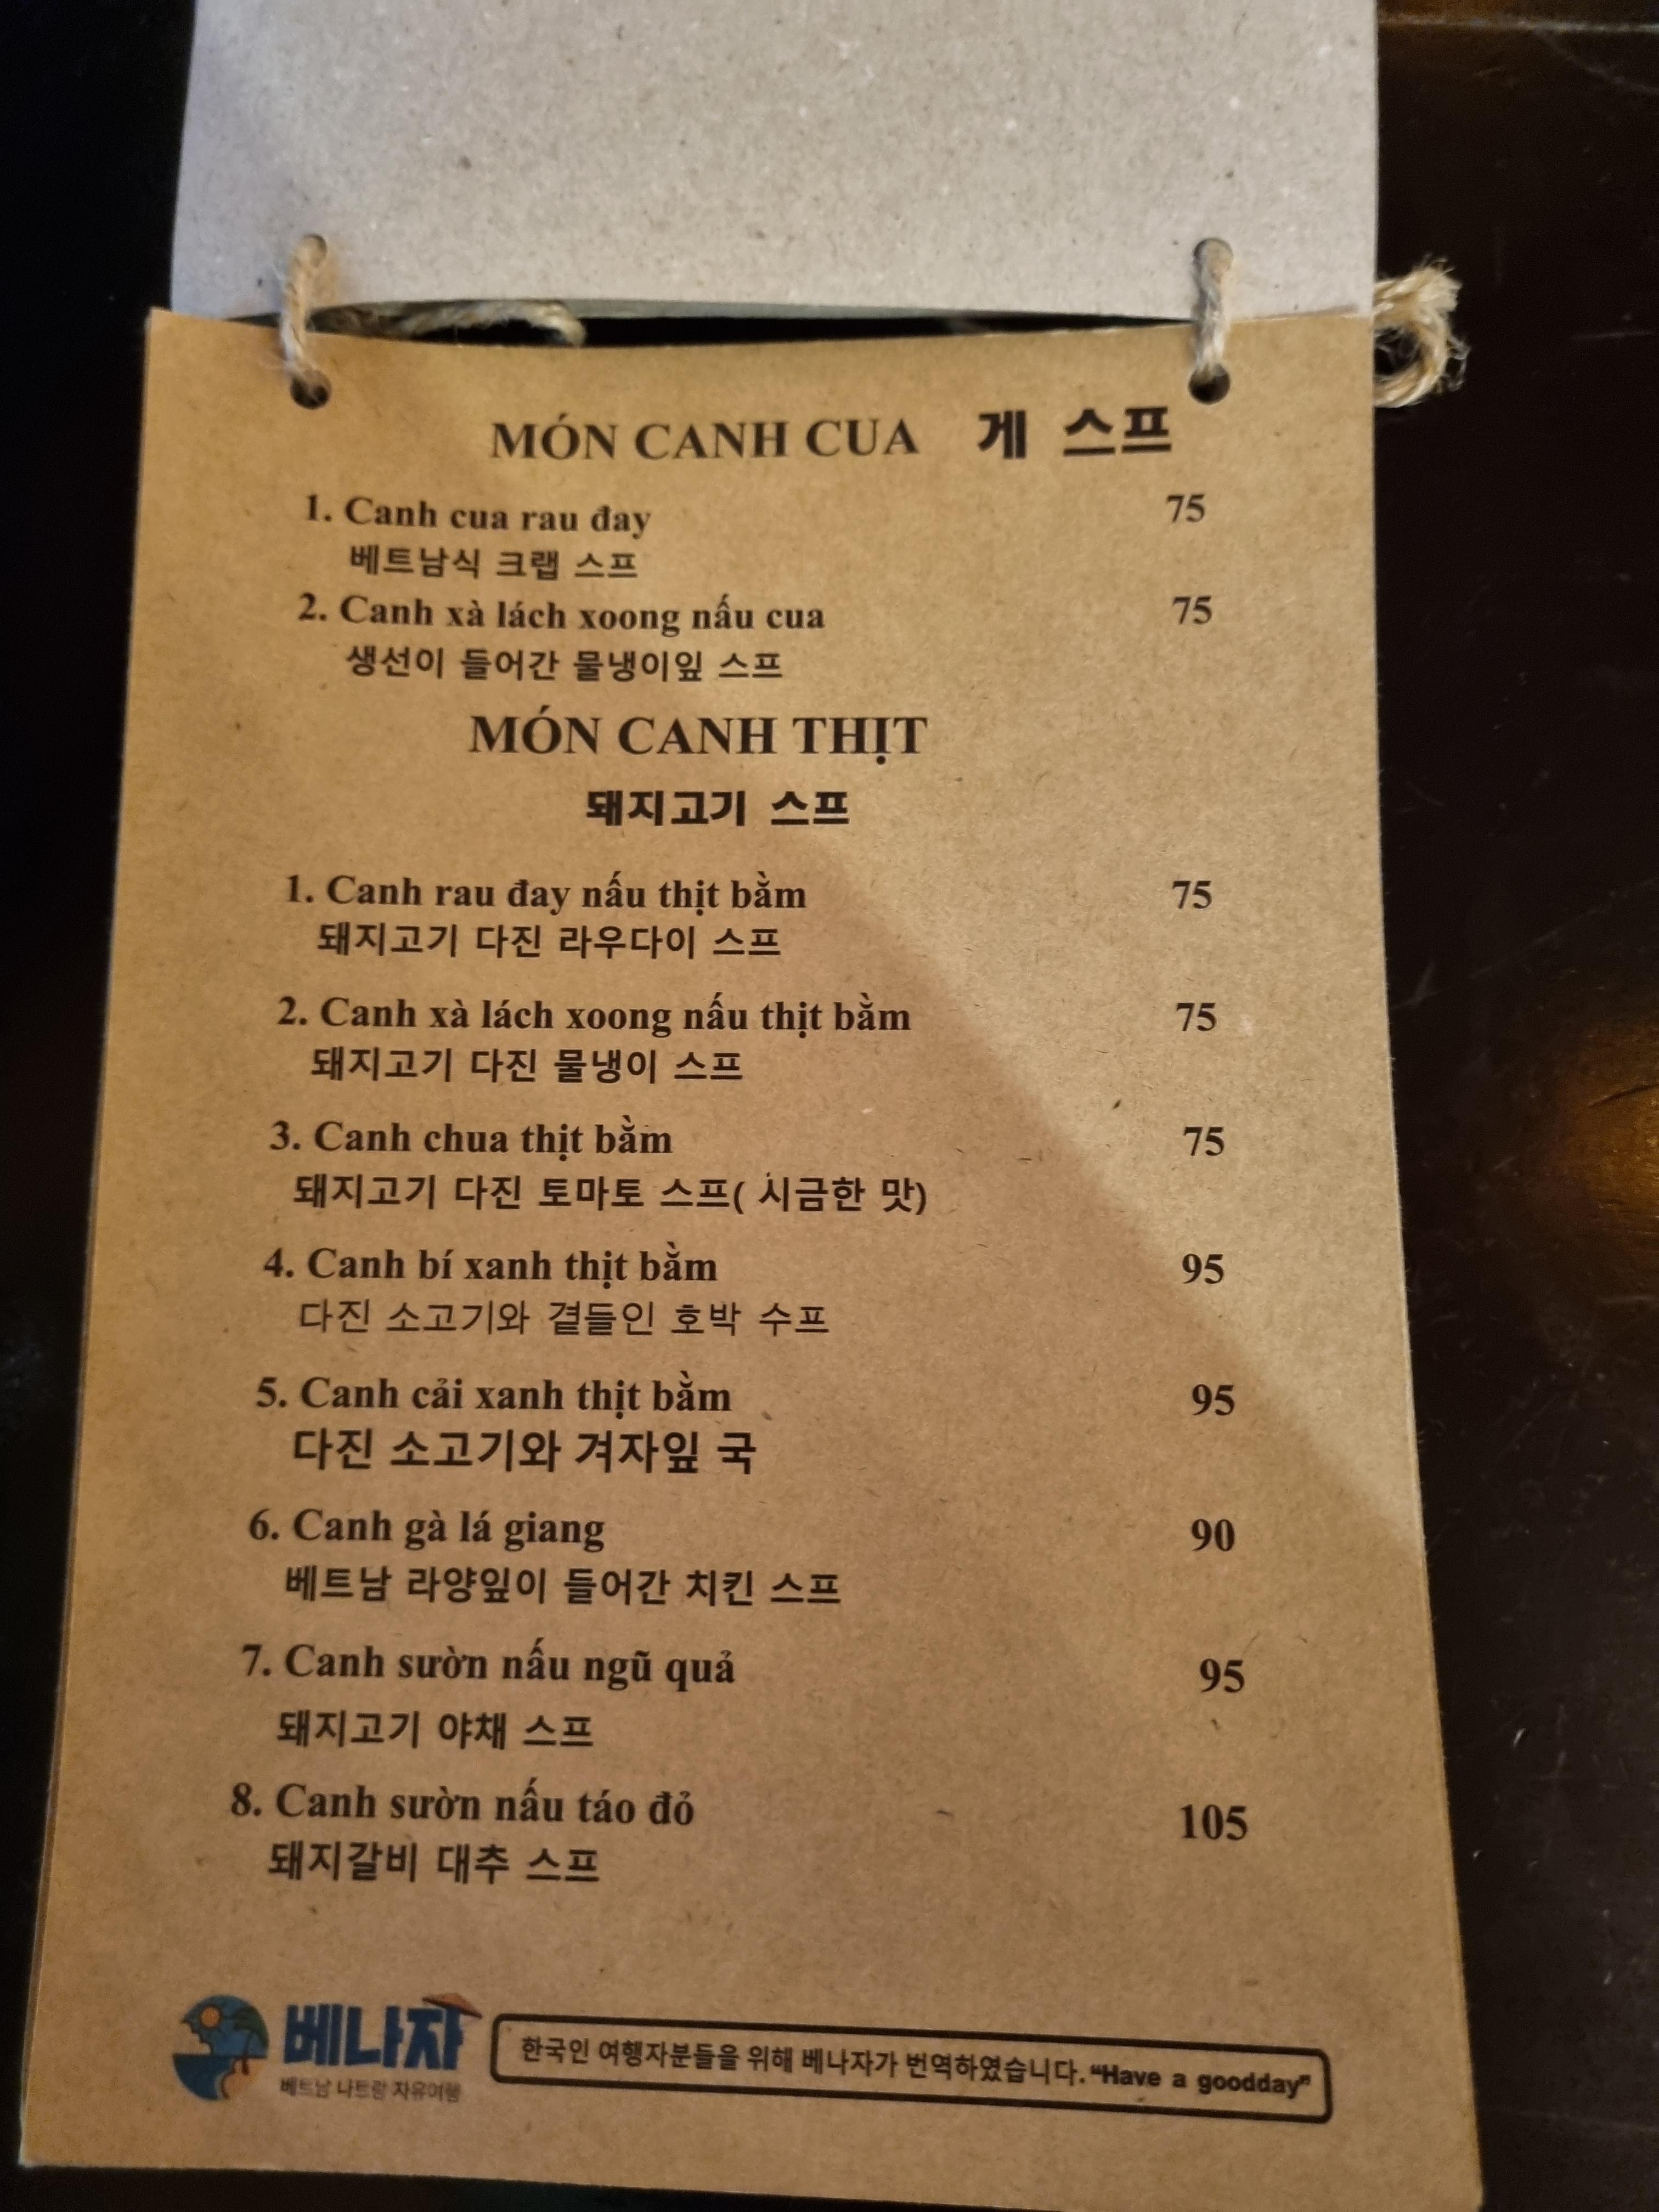 MÓN CANH CUA 게 스프
1. Canh cua rau đay 75
베트남식 크랩 스프
2. Canh xà lách xoong nấu cua 75
생선이 들어간 물냉이잎 스프
MÓN CANH THỊT
돼지고기 스프
1. Canh rau đay nấu thịt bằm 75
돼지고기 다진 라우다이 스프
2. Canh xà lách xoong nấu thịt bằm 75
돼지고기 다진 물냉이 스프
3. Canh chua thịt bằm 75
돼지고기 다진 토마토 스프( 시금한 맛)
4. Canh bí xanh thịt bằm 95
다진 소고기와 곁들인 호박 수프
5. Canh cải xanh thịt bằm 95
다진 소고기와 겨자잎 국
6. Canh gà lá giang 90
베트남 라양잎이 들어간 치킨 스프
7. Canh sườn nấu ngũ quả 95
돼지고기 야채 스프
8. Canh sườn nấu táo đỏ 105
돼지갈비 대추 스프
베나자
베트남 나트랑 자유여행
한국인 여행자분들을 위해 베나자가 번역하였습니다. “Have a goodday”